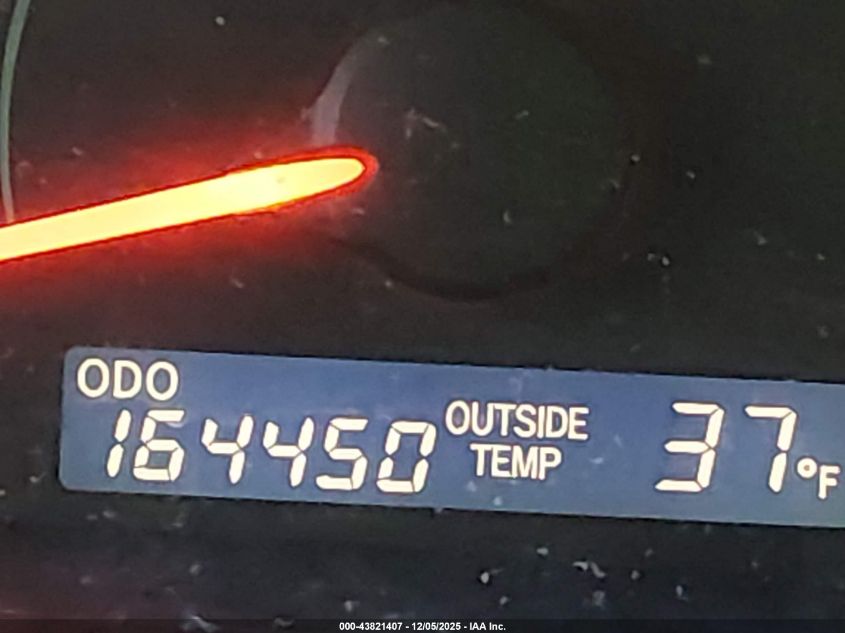 ODO
164450
OUTSIDE
TEMP
37°F
000-43821407 - 12/05/2025 - IAA Inc.